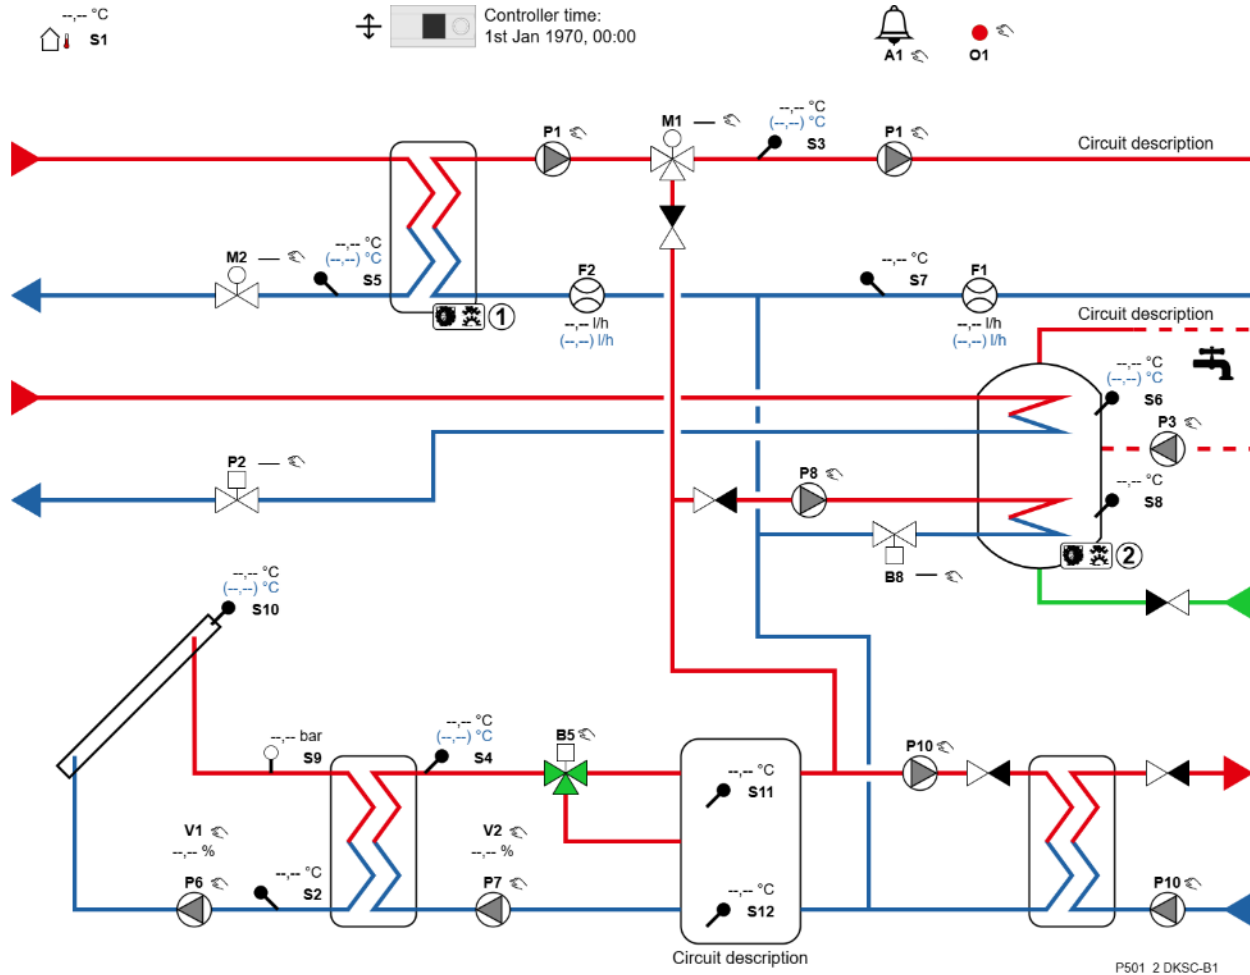 --,-- °C
S1
Controller time:
1st Jan 1970, 00:00
A1
O1
P1
M1
--,-- °C
(--,--) °C
S3
P1
Circuit description
M2
--,-- °C
(--,--) °C
S5
F2
--,-- l/h
(--,--) l/h
--,-- °C
S7
F1
--,-- l/h
(--,--) l/h
1
Circuit description
--,-- °C
(--,--) °C
S6
P3
P2
P8
--,-- °C
S8
B8
2
--,-- °C
(--,--) °C
S10
--,-- bar
S9
--,-- °C
(--,--) °C
S4
B5
--,-- °C
S11
P10
V1
--,-- %
P6
--,-- °C
S2
V2
--,-- %
P7
--,-- °C
S12
P10
Circuit description
P501 2 DKSC-B1